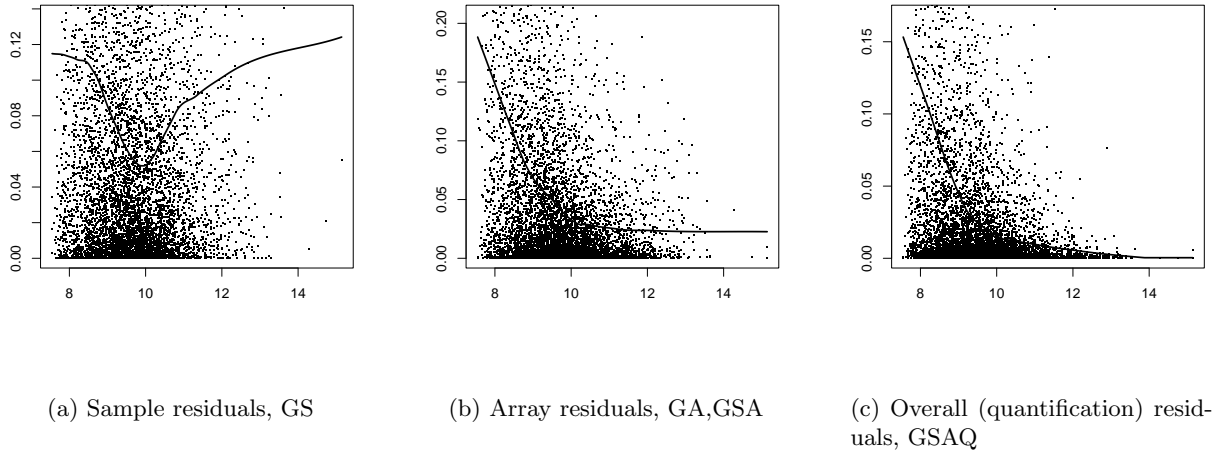 0.12
0.08
0.04
0.00
8 10 12 14
0.20
0.15
0.10
0.05
0.00
8 10 12 14
0.15
0.10
0.05
0.00
8 10 12 14
(a) Sample residuals, GS
(b) Array residuals, GA,GSA
(c) Overall (quantification) resid-
uals, GSAQ